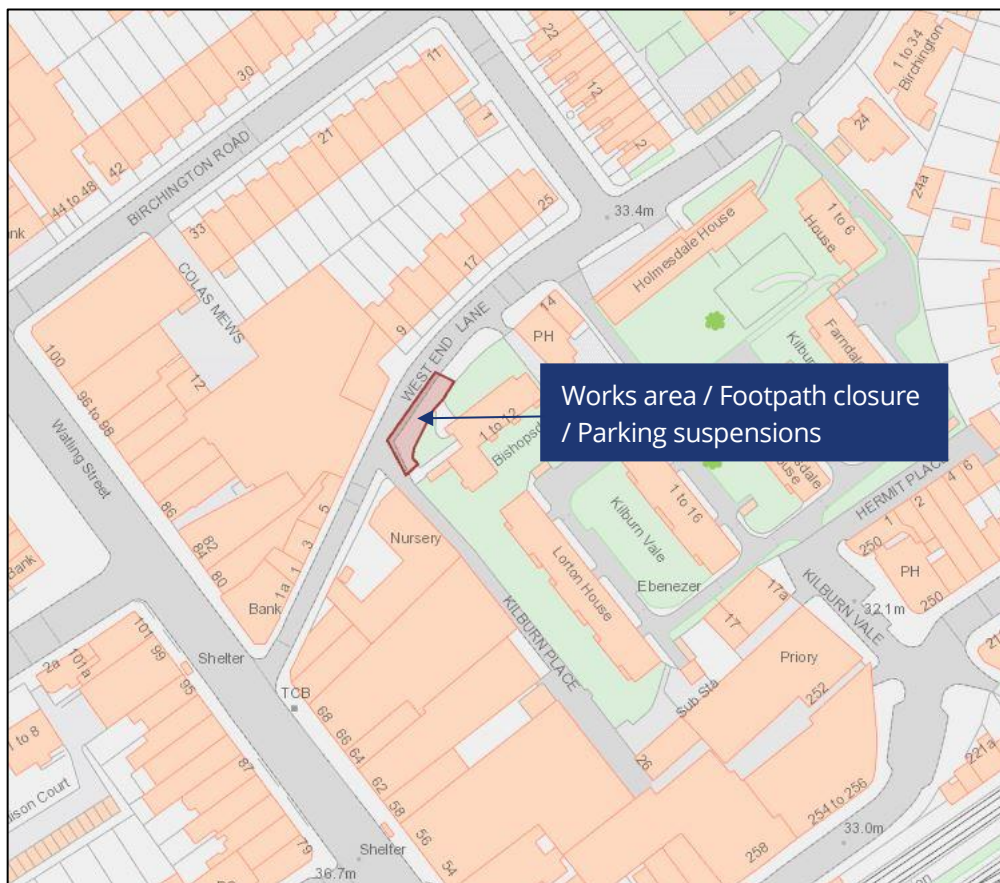 22
12
2
11
1
30
21
42
44 to 48
BIRCHINGTON ROAD
33
25
17
9
33.4m
1 to 34
Birchington
24
24a
Holmesdale House
1 to 6
House
COLAS MEWS
WEST END LANE
14
PH
100
96 to 98
12
Works area / Footpath closure
/ Parking suspensions
1 to 12
Watling Street
86
82
84
80
5
3
1
1a
Bank
Nursery
1 to 16
Kilburn Vale
Lorton House
Ebenezer
HERMIT PLACE
6
4
2
1
250
PH
250
17a
17
KILBURN VALE
32.1m
KILBURN PLACE
Priory
Sub Sta
252
26
Shelter
TCB
101
99
101a
2a
95
68
66
64
62
58
56
54
87
79
Shelter
36.7m
254 to 256
258
33.0m
221a